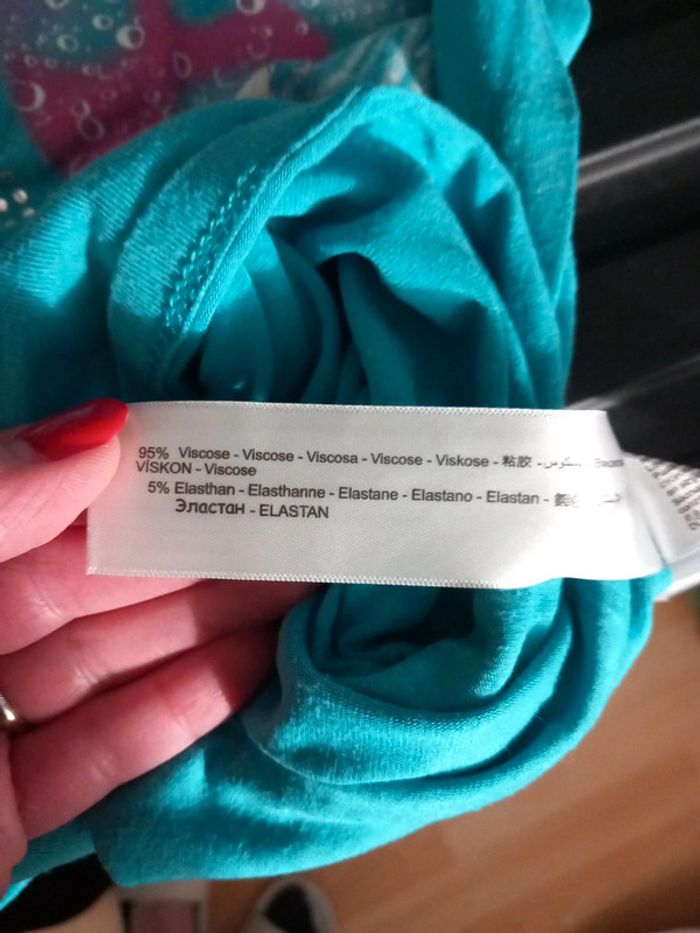 95% Viscose - Viscose - Viscosa - Viscose - Viskose - 粘胶 -
VİSKON - Viscose
5% Elasthan - Elasthanne - Elastane - Elastano - Elastan -
Эластан - ELASTAN